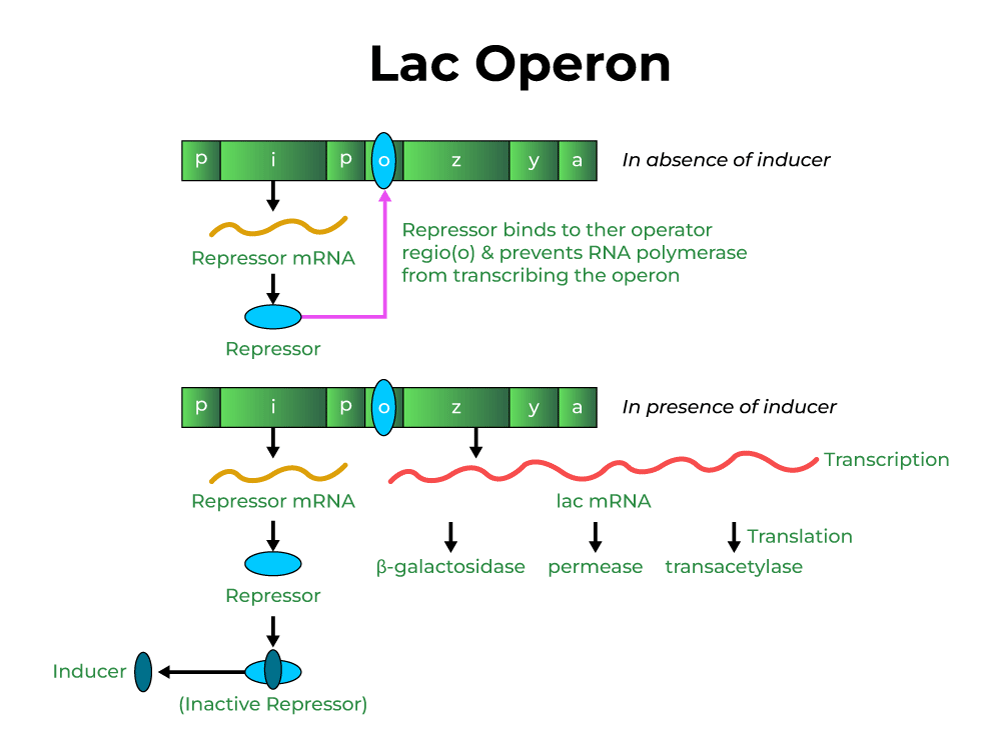 Lac Operon
p i p o z y a
In absence of inducer
Repressor mRNA
Repressor binds to ther operator
regio(o) & prevents RNA polymerase
from transcribing the operon
Repressor
p i p o z y a
In presence of inducer
Transcription
Repressor mRNA
lac mRNA
Translation
β-galactosidase
permease
transacetylase
Repressor
Inducer
(Inactive Repressor)